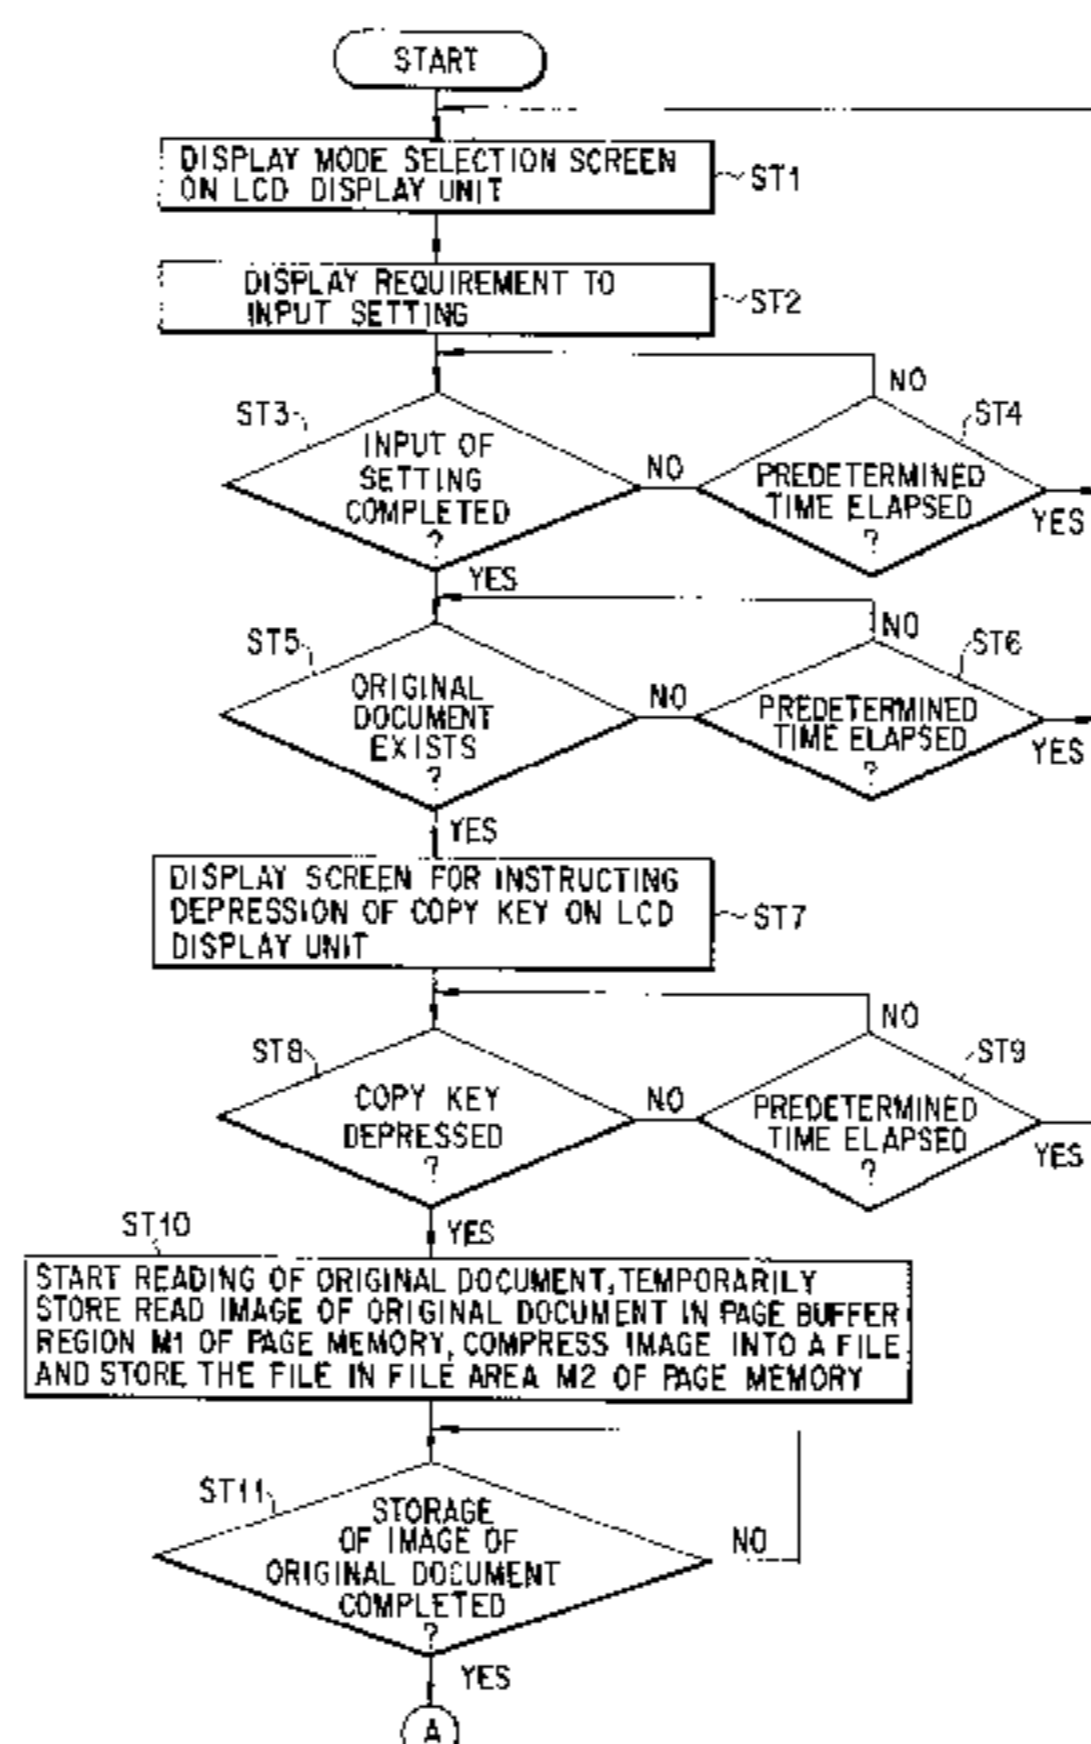 START
DISPLAY MODE SELECTION SCREEN
ON LCD DISPLAY UNIT
ST1
DISPLAY REQUIREMENT TO
INPUT SETTING
ST2
ST3
INPUT OF
SETTING
COMPLETED
?
NO
YES
NO
ST4
PREDETERMINED
TIME ELAPSED
?
YES
ST5
ORIGINAL
DOCUMENT
EXISTS
?
NO
YES
NO
ST6
PREDETERMINED
TIME ELAPSED
?
YES
DISPLAY SCREEN FOR INSTRUCTING
DEPRESSION OF COPY KEY ON LCD
DISPLAY UNIT
ST7
ST8
COPY KEY
DEPRESSED
?
NO
YES
NO
ST9
PREDETERMINED
TIME ELAPSED
?
YES
ST10
START READING OF ORIGINAL DOCUMENT, TEMPORARILY
STORE READ IMAGE OF ORIGINAL DOCUMENT IN PAGE BUFFER
REGION M1 OF PAGE MEMORY, COMPRESS IMAGE INTO A FILE
AND STORE THE FILE IN FILE AREA M2 OF PAGE MEMORY
ST11
STORAGE
OF IMAGE OF
ORIGINAL DOCUMENT
COMPLETED
?
NO
YES
A